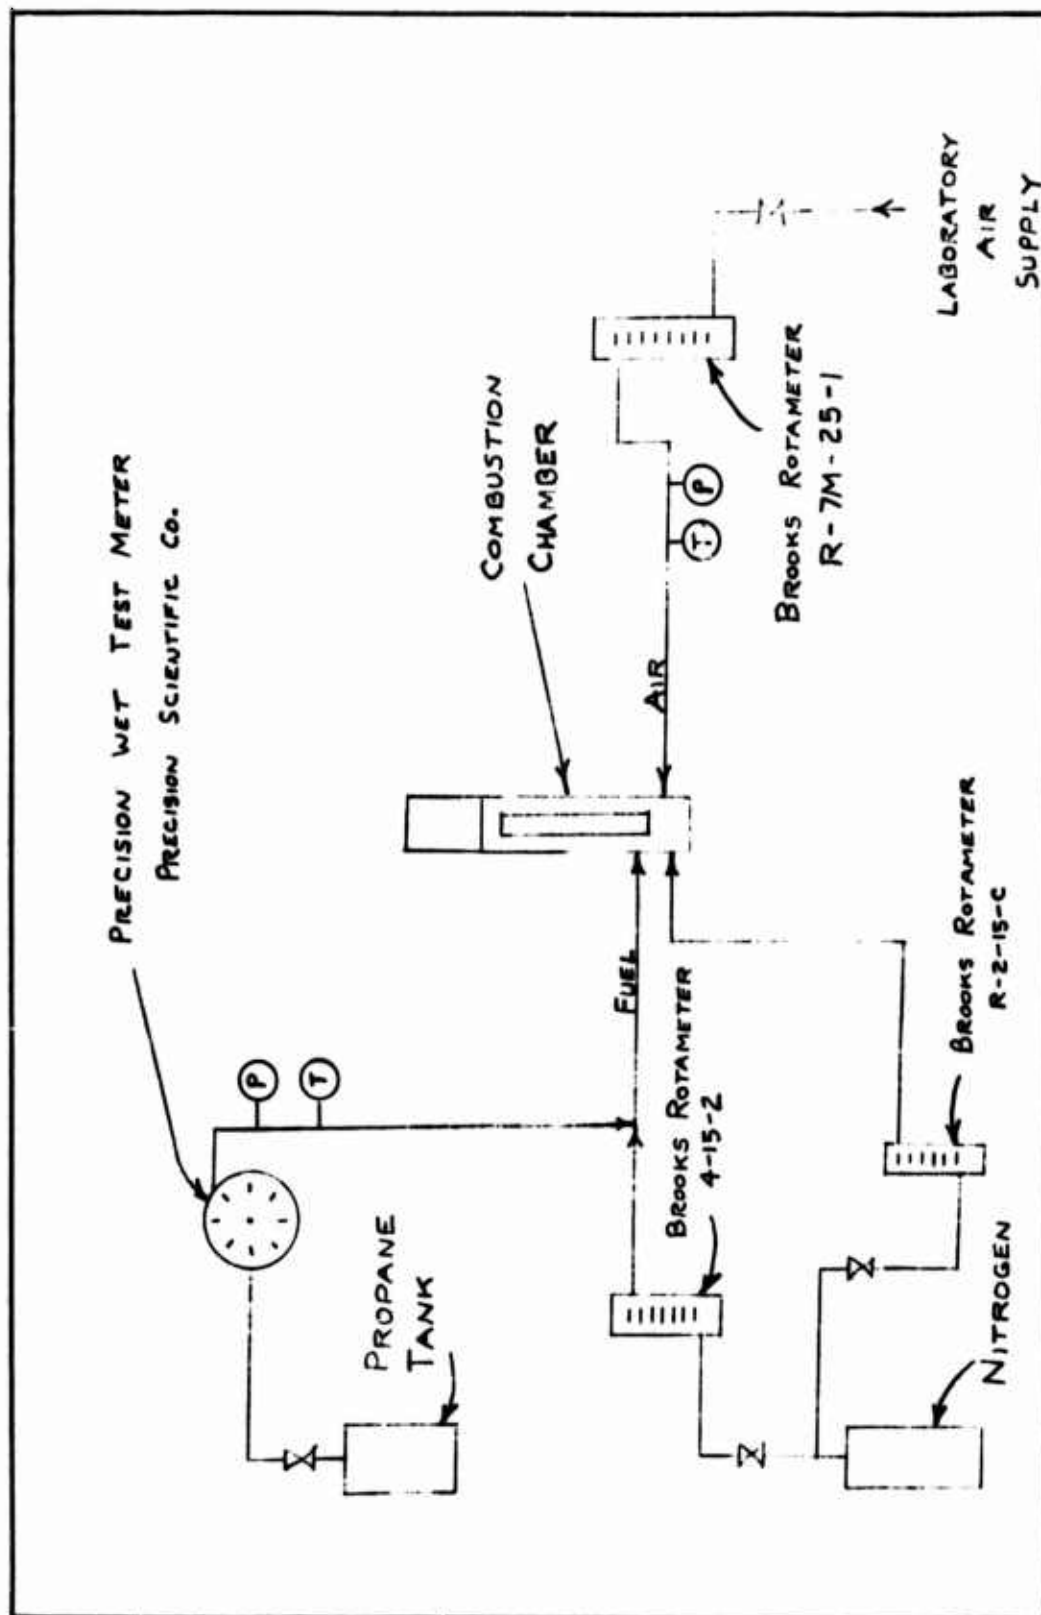 PRECISION WET TEST METER
PRECISION SCIENTIFIC CO.
P
T
PROPANE
TANK
COMBUSTION
CHAMBER
FUEL
AIR
T
P
BROOKS ROTAMETER
4-15-2
BROOKS ROTAMETER
R-7M-25-1
LABORATORY
AIR
SUPPLY
BROOKS ROTAMETER
R-2-15-C
NITROGEN